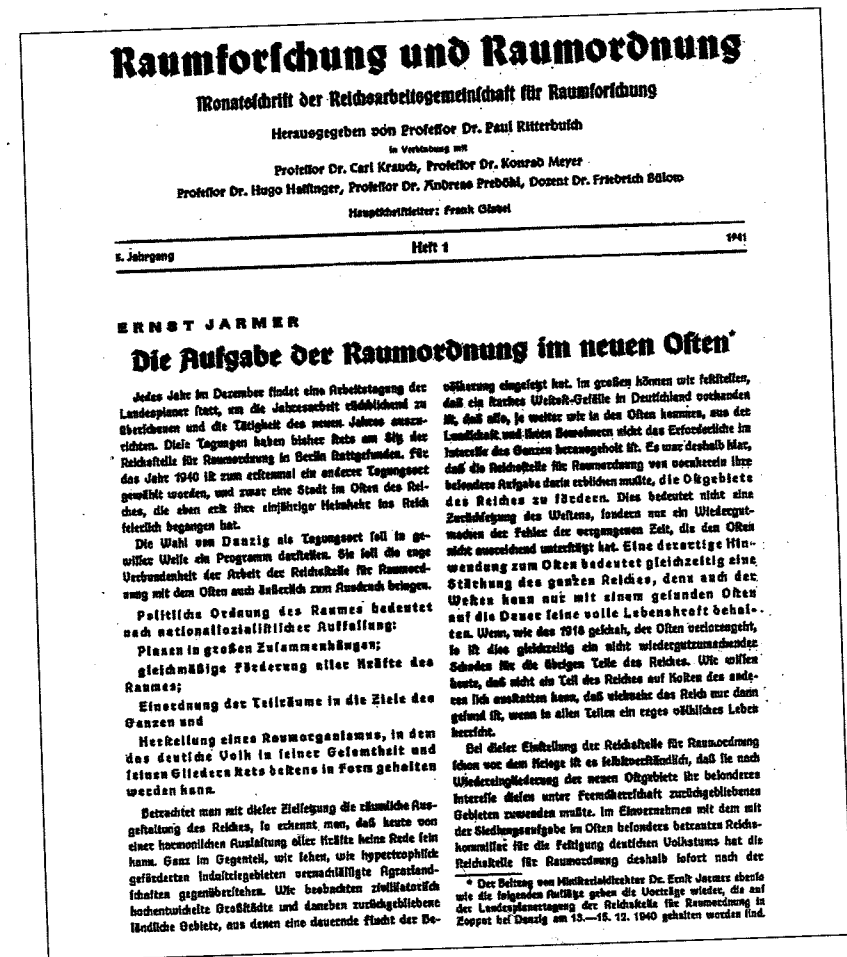 Raumforschung und Raumordnung
Monatsschrift der Reichsarbeitsgemeinschaft für Raumforschung
Herausgegeben von Professor Dr. Paul Ritterbusch
in Verbindung mit
Professor Dr. Carl Krauch, Professor Dr. Konrad Meyer
Professor Dr. Hugo Hassinger, Professor Dr. Andreas Predöhl, Dozent Dr. Friedrich Bülow
Hauptschriftleiter: Frank Glatzel
5. Jahrgang
Heft 1
1941
ERNST JARMER
Die Aufgabe der Raumordnung im neuen Osten*
Jedes Jahr im Dezember findet eine Arbeitstagung der
Landesplaner statt, um die Jahresarbeit rückblickend zu
überschauen und die Tätigkeit des neuen Jahres auszu-
richten. Diese Tagungen haben bisher stets am Sitz der
Reichsstelle für Raumordnung in Berlin stattgefunden. Für
das Jahr 1940 ist zum erstenmal ein anderer Tagungsort
gewählt worden, und zwar eine Stadt im Osten des Rei-
ches, die eben erst ihre einjährige Heimkehr ins Reich
feierlich begangen hat.
Die Wahl von Danzig als Tagungsort soll in ge-
wisser Weise ein Programm darstellen. Sie soll die enge
Verbundenheit der Arbeit der Reichsstelle für Raumord-
nung mit dem Osten auch äußerlich zum Ausdruck bringen.
Politische Ordnung des Raumes bedeutet
nach nationalsozialistischer Auffassung:
Planen in großen Zusammenhängen;
gleichmäßige Förderung aller Kräfte des
Raumes;
Einordnung der Teilräume in die Ziele des
Ganzen und
Herstellung eines Raumorganismus, in dem
das deutsche Volk in seiner Gesamtheit und
seinen Gliedern stets bestens in Form gehalten
werden kann.
Betrachtet man mit dieser Zielsetzung die räumliche Aus-
gestaltung des Reiches, so erkennt man, daß heute von
einer harmonischen Auslastung aller Kräfte keine Rede sein
kann. Ganz im Gegenteil, wir sehen, wie hypertrophisch
geförderten Industriegebieten vernachlässigte Agrarland-
schaften gegenüberstehen. Wir beobachten zivilisatorisch
hochentwickelte Großstädte und daneben zurückgebliebene
ländliche Gebiete, aus denen eine dauernde Flucht der Be-
völkerung eingesetzt hat. Im großen können wir feststellen,
daß ein starkes Westost-Gefälle in Deutschland vorhanden
ist, daß also, je weiter wir in den Osten kommen, aus der
Landschaft und ihren Bewohnern nicht das Erforderliche im
Interesse des Ganzen herausgeholt ist. Es war deshalb klar,
daß die Reichsstelle für Raumordnung von vornherein ihre
besondere Aufgabe darin erblicken mußte, die Ostgebiete
des Reiches zu fördern. Dies bedeutet nicht eine
Zurücksetzung des Westens, sondern nur ein Wiedergut-
machen der Fehler der vergangenen Zeit, die den Osten
nicht ausreichend unterstützt hat. Eine derartige Hin-
wendung zum Osten bedeutet gleichzeitig eine
Stärkung des ganzen Reiches, denn auch der
Westen kann nur mit einem gesunden Osten
auf die Dauer seine volle Lebenskraft behal-
ten. Wenn, wie das 1918 geschah, der Osten verlorengeht,
so ist dies gleichzeitig ein nicht wiedergutzumachender
Schaden für die übrigen Teile des Reiches. Wir wissen
heute, daß nicht ein Teil des Reiches auf Kosten des ande-
ren sich ausstatten kann, daß vielmehr das Reich nur dann
gesund ist, wenn in allen Teilen ein reges völkisches Leben
herrscht.
Bei dieser Einstellung der Reichsstelle für Raumordnung
schon vor dem Kriege ist es selbstverständlich, daß sie nach
Wiedereingliederung der neuen Ostgebiete ihr besonderes
Interesse diesen unter Fremdherrschaft zurückgebliebenen
Gebieten zuwenden mußte. Im Einvernehmen mit dem mit
der Siedlungsaufgabe im Osten besonders betrauten Reichs-
kommissar für die Festigung deutschen Volkstums hat die
Reichsstelle für Raumordnung deshalb sofort nach der
* Der Beitrag von Ministerialdirektor Dr. Ernst Jarmer ebenso
wie die folgenden Aufsätze geben die Vorträge wieder, die auf
der Landesplanertagung der Reichsstelle für Raumordnung in
Zoppot bei Danzig am 13.—15. 12. 1940 gehalten worden sind.